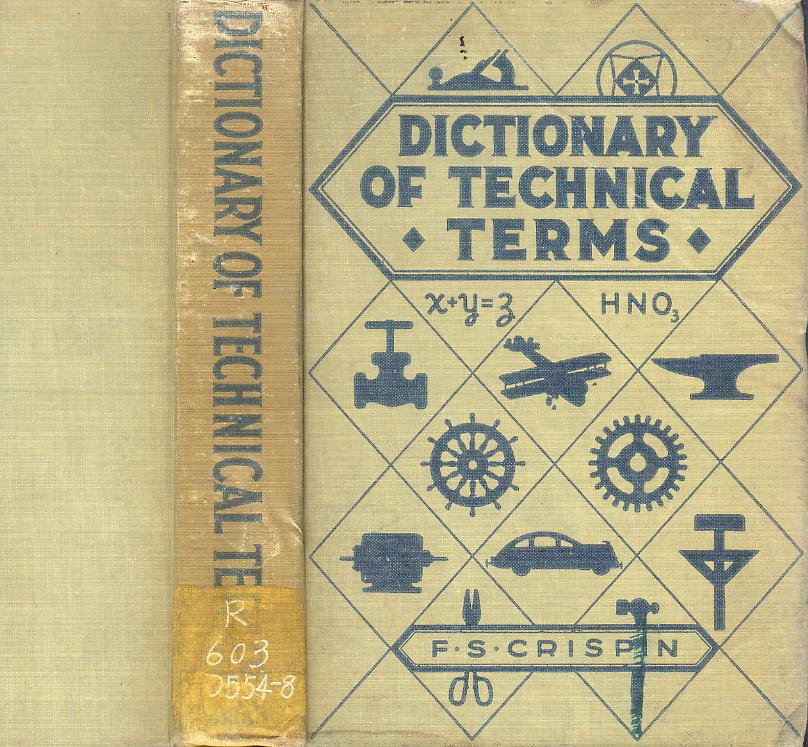 DICTIONARY OF TECHNICAL TE
R
603
D554-8
DICTIONARY
OF TECHNICAL
TERMS
x+y=z
HNO₃
F·S·CRISPIN